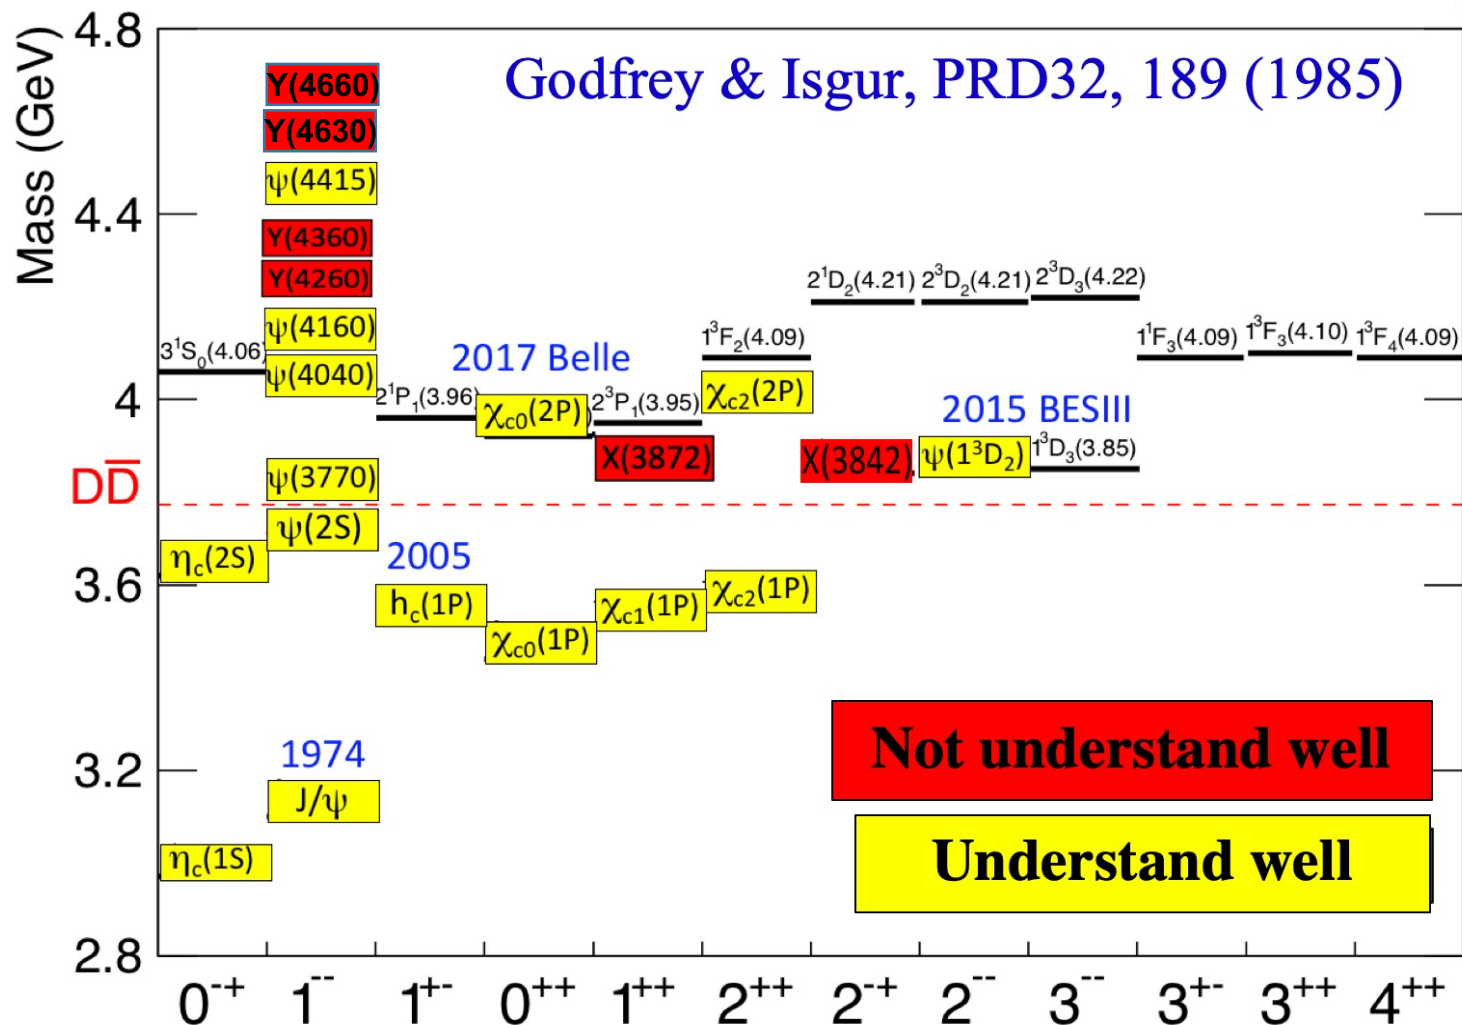 Mass (GeV)
4.8
4.4
4
3.6
3.2
2.8
DD̅
Godfrey & Isgur, PRD32, 189 (1985)
Y(4660)
Y(4630)
ψ(4415)
Y(4360)
Y(4260)
ψ(4160)
ψ(4040)
ψ(3770)
ψ(2S)
1974
J/ψ
3¹S₀(4.06)
ηc(2S)
ηc(1S)
2¹P₁(3.96)
2005
hc(1P)
2017 Belle
χc0(2P)
χc0(1P)
2³P₁(3.95)
X(3872)
χc1(1P)
1³F₂(4.09)
χc2(2P)
χc2(1P)
2¹D₂(4.21)
X(3842)
2³D₂(4.21)
2015 BESIII
ψ(1³D₂)
2³D₃(4.22)
1³D₃(3.85)
1¹F₃(4.09)
1³F₃(4.10)
1³F₄(4.09)
Not understand well
Understand well
0⁻⁺ 1⁻⁻ 1⁺⁻ 0⁺⁺ 1⁺⁺ 2⁺⁺ 2⁻⁺ 2⁻⁻ 3⁻⁻ 3⁺⁻ 3⁺⁺ 4⁺⁺